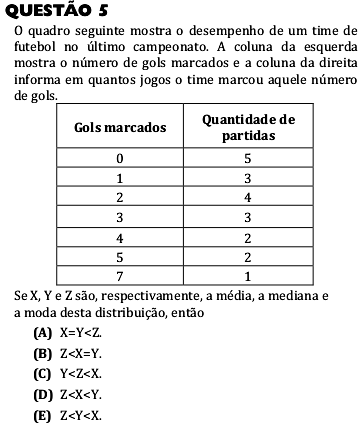 QUESTÃO 5
O quadro seguinte mostra o desempenho de um time de
futebol no último campeonato. A coluna da esquerda
mostra o número de gols marcados e a coluna da direita
informa em quantos jogos o time marcou aquele número
de gols.
Gols marcados Quantidade de
partidas
0 5
1 3
2 4
3 3
4 2
5 2
7 1
Se X, Y e Z são, respectivamente, a média, a mediana e
a moda desta distribuição, então
(A) X=Y<Z.
(B) Z<X=Y.
(C) Y<Z<X.
(D) Z<X<Y.
(E) Z<Y<X.